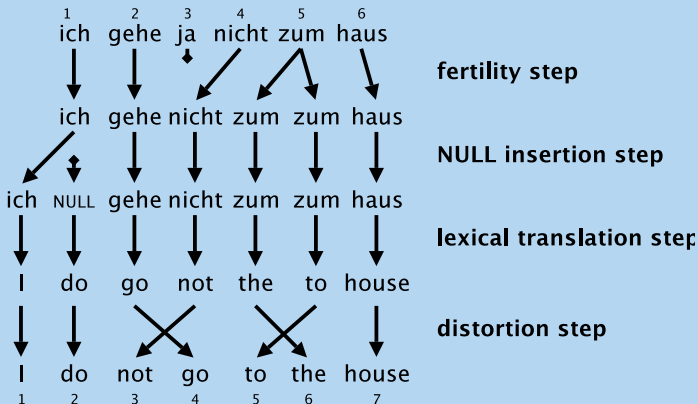 1 2 3 4 5 6
ich gehe ja nicht zum haus
fertility step
ich gehe nicht zum zum haus
NULL insertion step
ich NULL gehe nicht zum zum haus
lexical translation step
I do go not the to house
distortion step
I do not go to the house
1 2 3 4 5 6 7